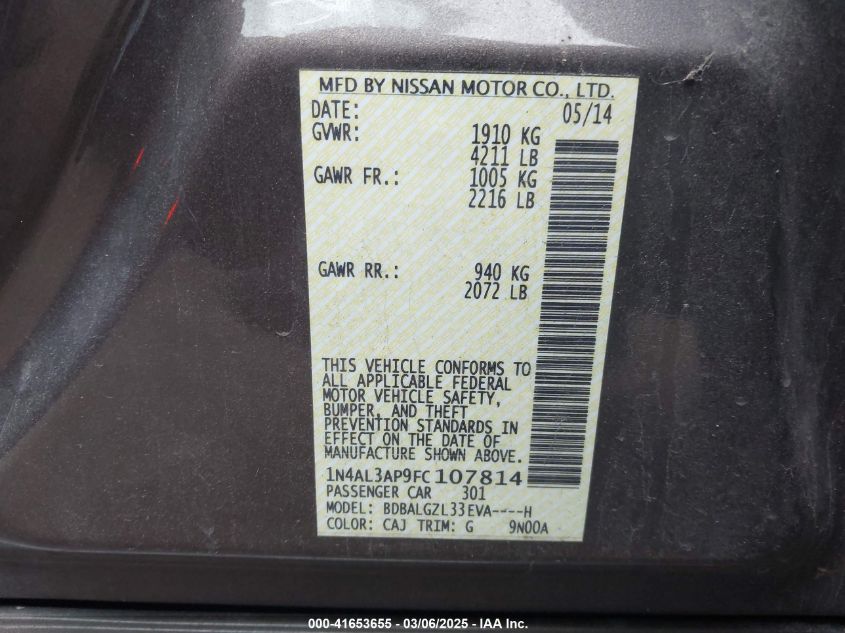 MFD BY NISSAN MOTOR CO., LTD.
DATE: 05/14
GVWR: 1910 KG
4211 LB
GAWR FR.: 1005 KG
2216 LB
GAWR RR.: 940 KG
2072 LB
THIS VEHICLE CONFORMS TO
ALL APPLICABLE FEDERAL
MOTOR VEHICLE SAFETY,
BUMPER, AND THEFT
PREVENTION STANDARDS IN
EFFECT ON THE DATE OF
MANUFACTURE SHOWN ABOVE.
1N4AL3AP9FC107814
PASSENGER CAR 301
MODEL: BDBALGZL33EVA----H
COLOR: CAJ TRIM: G 9N00A
000-41653655 - 03/06/2025 - IAA Inc.